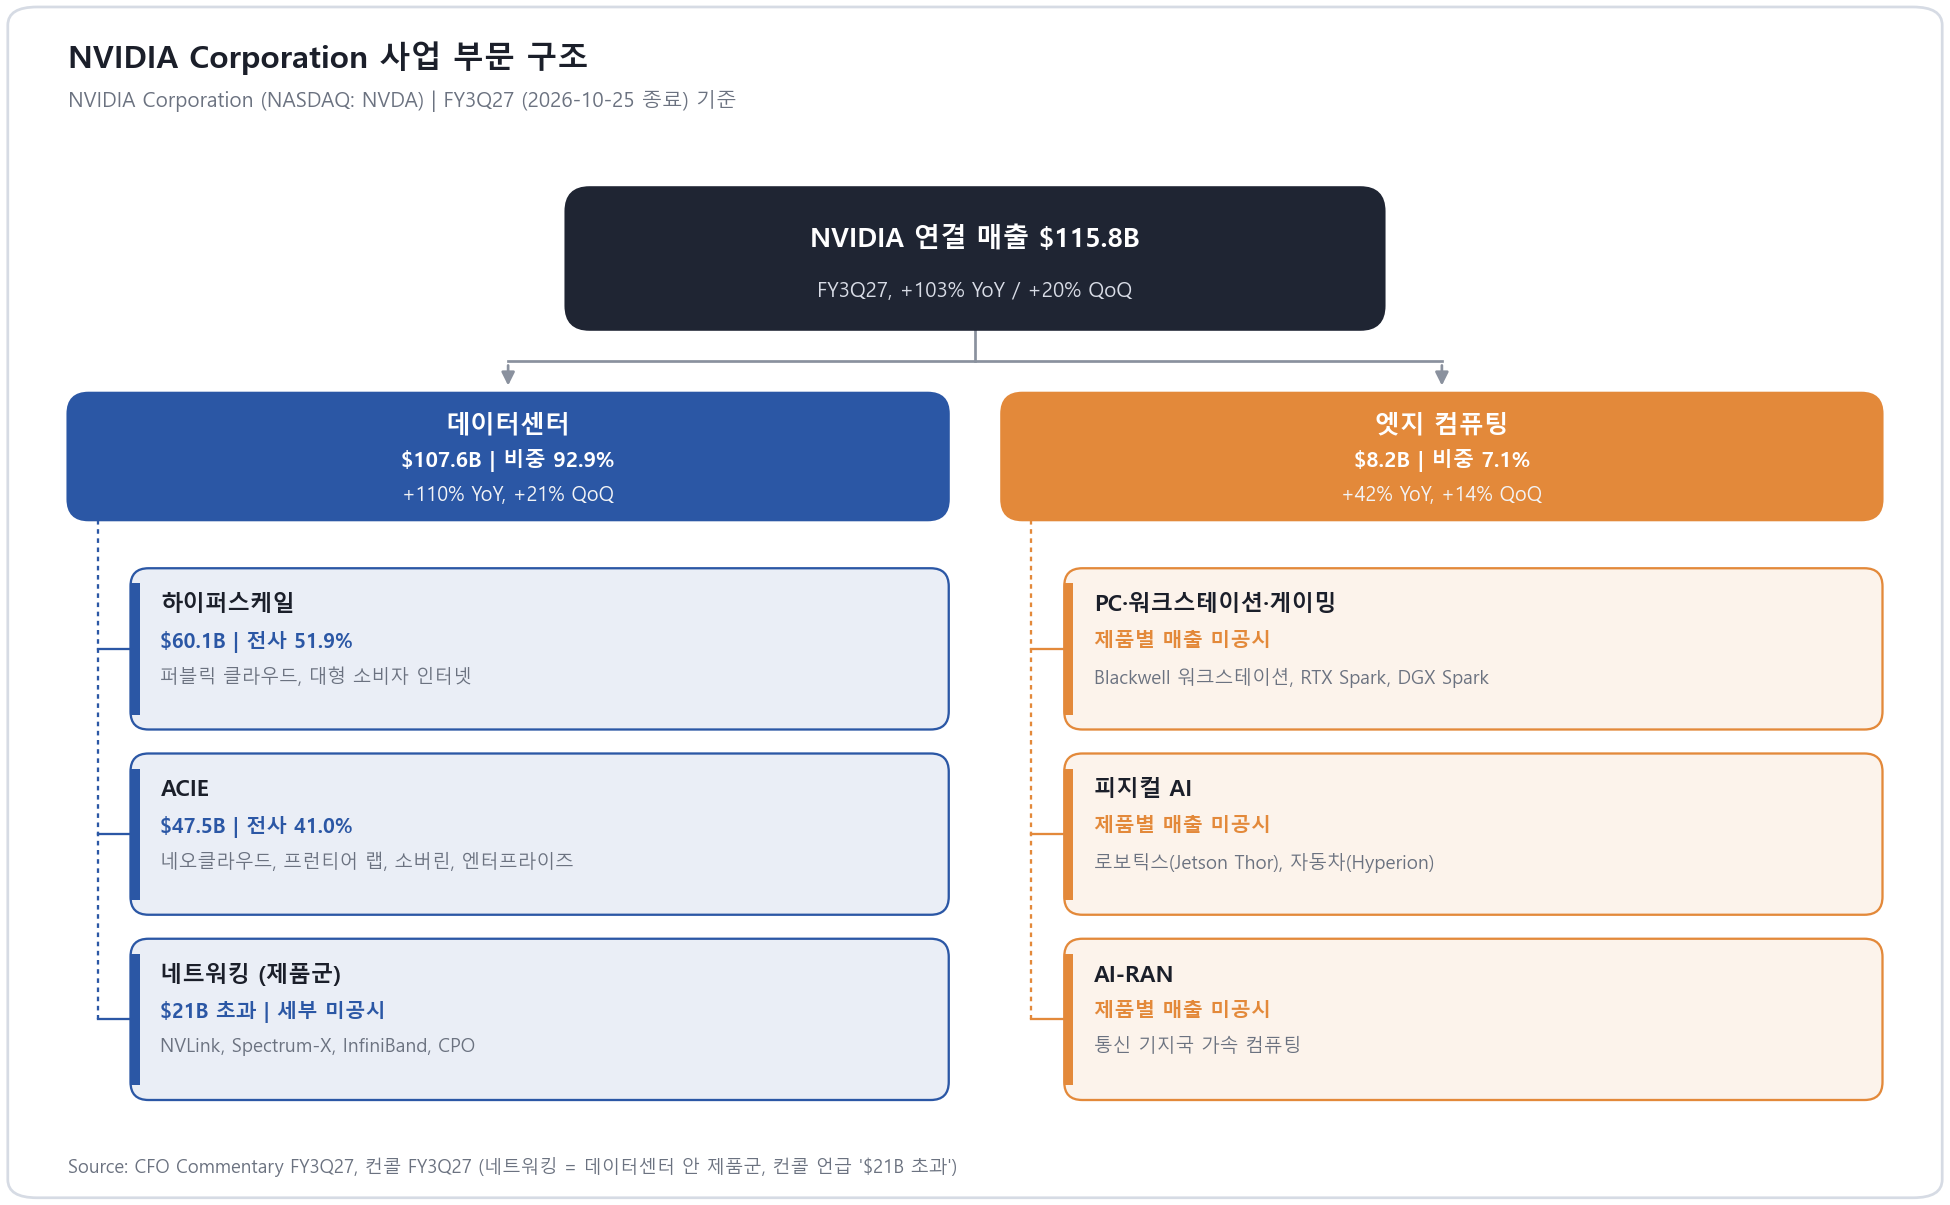 NVIDIA Corporation 사업 부문 구조
NVIDIA Corporation (NASDAQ: NVDA) | FY3Q27 (2026-10-25 종료) 기준
NVIDIA 연결 매출 $115.8B
FY3Q27, +103% YoY / +20% QoQ
데이터센터
$107.6B | 비중 92.9%
+110% YoY, +21% QoQ
하이퍼스케일
$60.1B | 전사 51.9%
퍼블릭 클라우드, 대형 소비자 인터넷
ACIE
$47.5B | 전사 41.0%
네오클라우드, 프런티어 랩, 소버린, 엔터프라이즈
네트워킹 (제품군)
$21B 초과 | 세부 미공시
NVLink, Spectrum-X, InfiniBand, CPO
엣지 컴퓨팅
$8.2B | 비중 7.1%
+42% YoY, +14% QoQ
PC·워크스테이션·게이밍
제품별 매출 미공시
Blackwell 워크스테이션, RTX Spark, DGX Spark
피지컬 AI
제품별 매출 미공시
로보틱스(Jetson Thor), 자동차(Hyperion)
AI-RAN
제품별 매출 미공시
통신 기지국 가속 컴퓨팅
Source: CFO Commentary FY3Q27, 컨콜 FY3Q27 (네트워킹 = 데이터센터 안 제품군, 컨콜 언급 '$21B 초과')